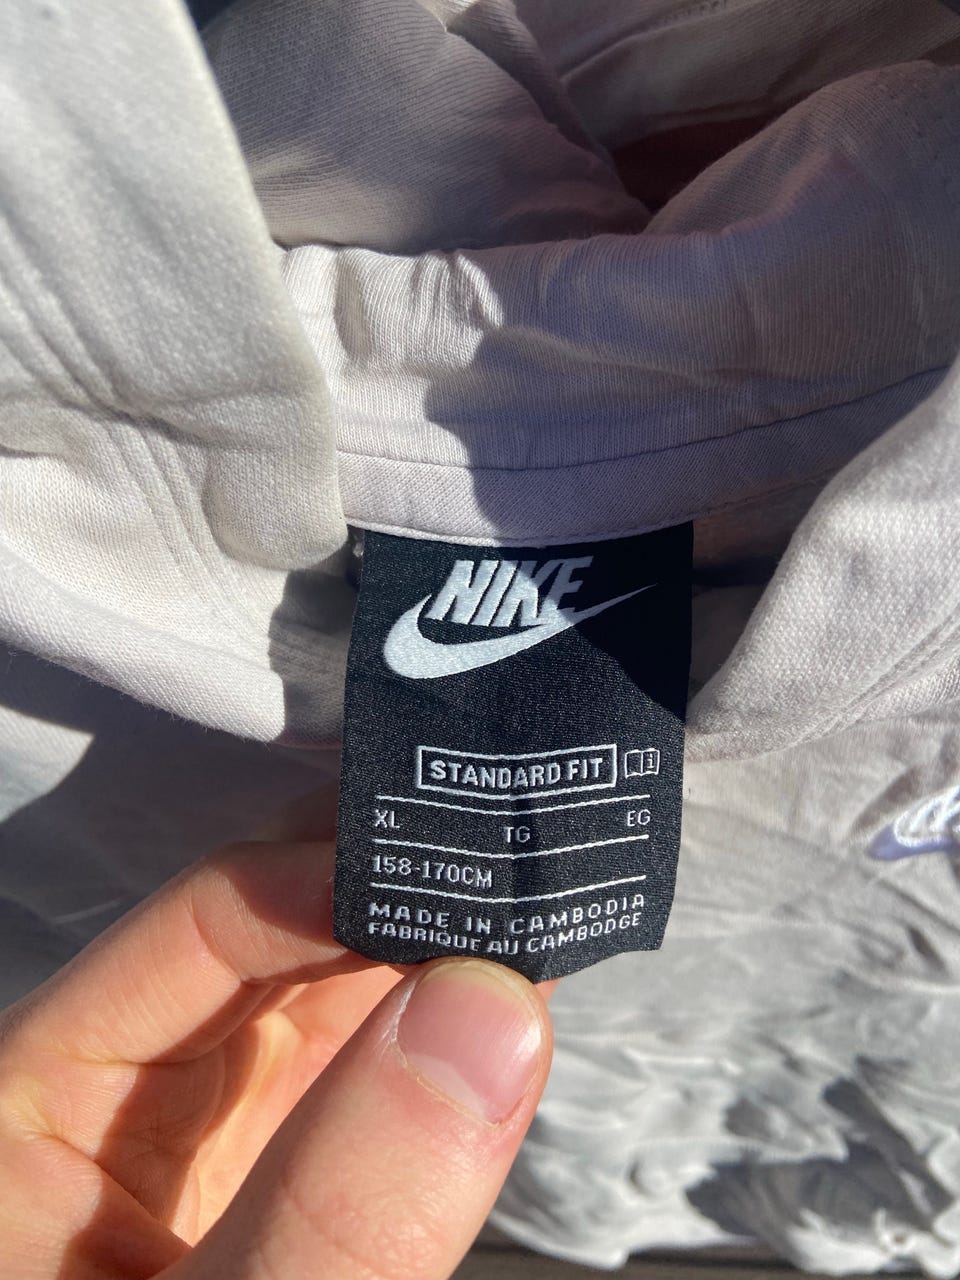 NIKE
STANDARD FIT
XL TG EG
158-170CM
MADE IN CAMBODIA
FABRIQUE AU CAMBODGE